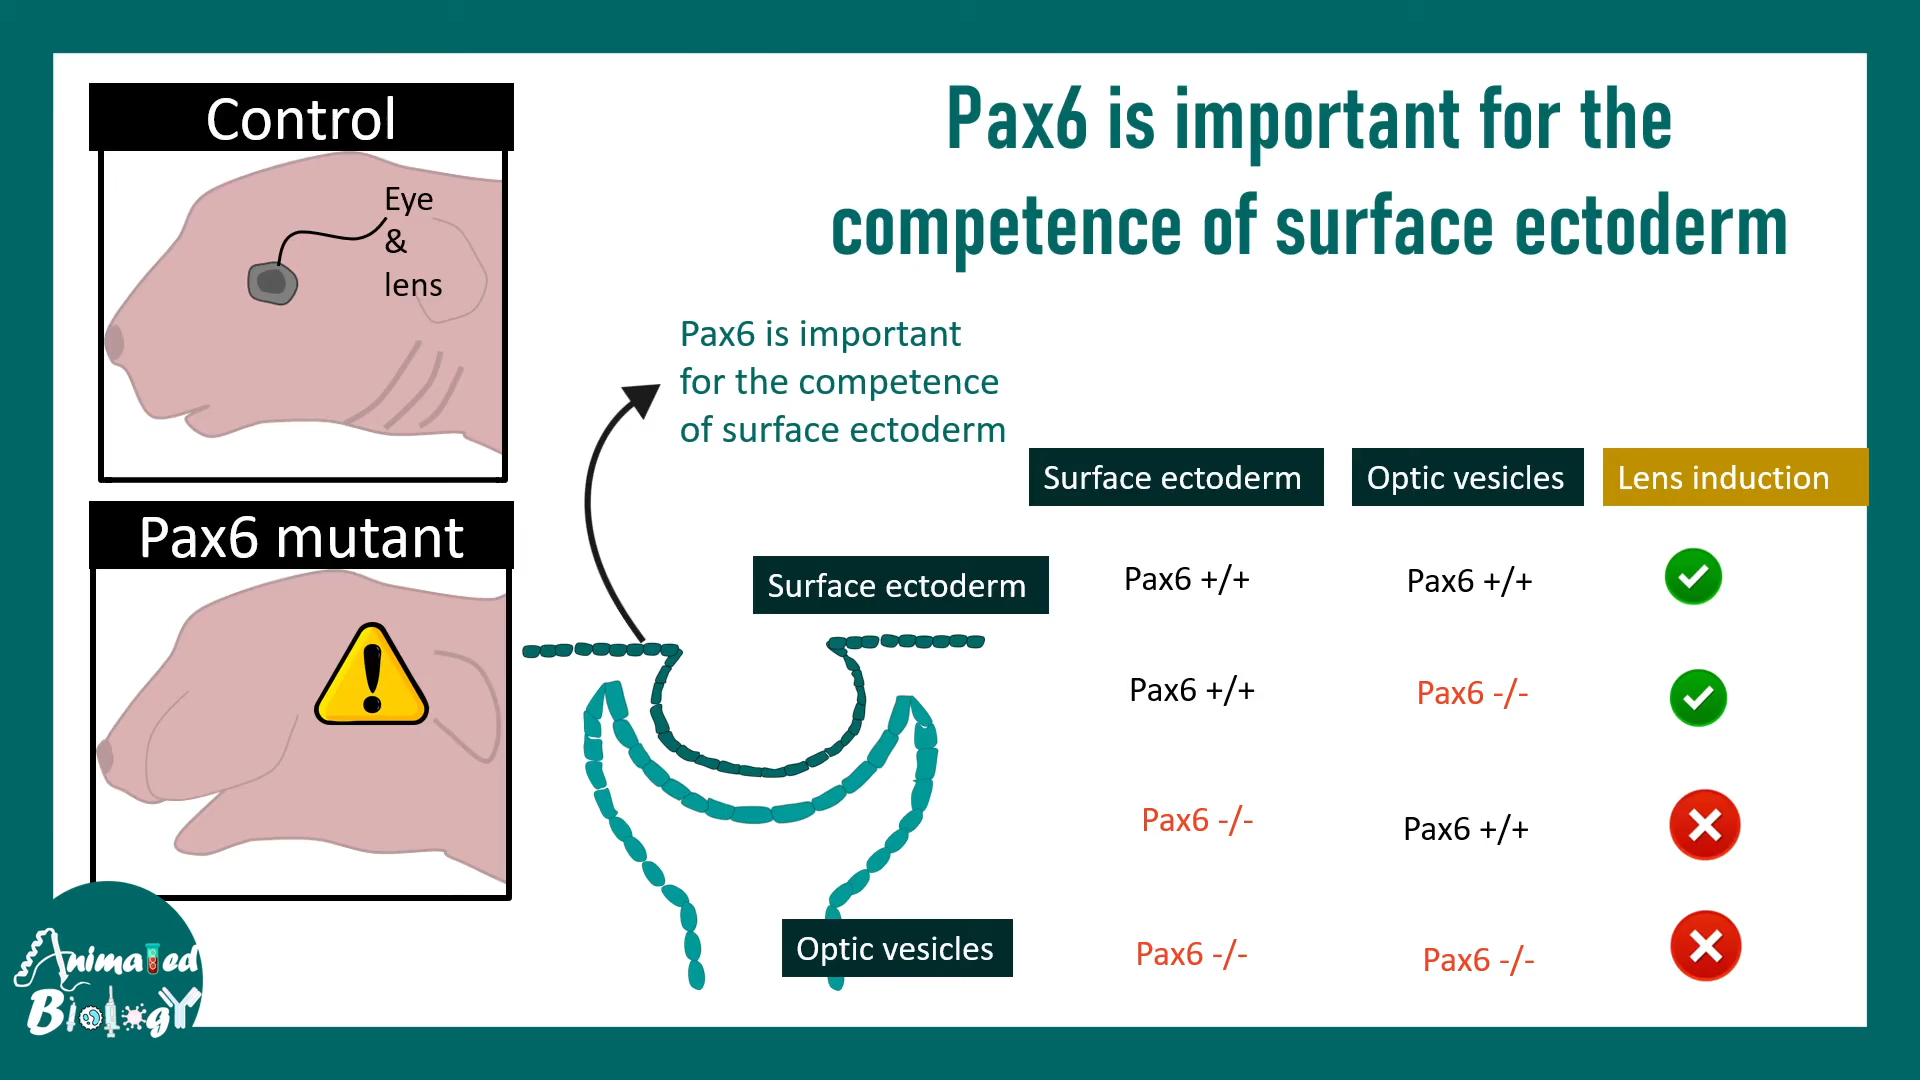 Control
Eye
&
lens
Pax6 mutant
Pax6 is important for the
competence of surface ectoderm
Pax6 is important
for the competence
of surface ectoderm
Surface ectoderm
Optic vesicles
Surface ectoderm Optic vesicles Lens induction
Pax6 +/+ Pax6 +/+
Pax6 +/+ Pax6 -/-
Pax6 -/- Pax6 +/+
Pax6 -/- Pax6 -/-
Animated
Biology